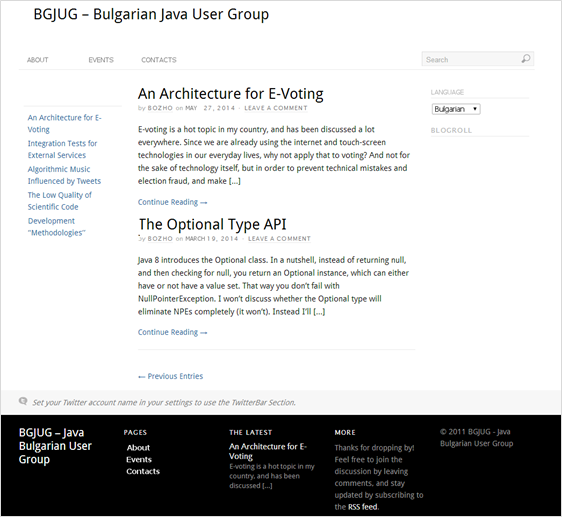 BGJUG – Bulgarian Java User Group
ABOUT
EVENTS
CONTACTS
Search
An Architecture for E-
Voting
Integration Tests for
External Services
Algorithmic Music
Influenced by Tweets
The Low Quality of
Scientific Code
Development
"Methodologies"
An Architecture for E-Voting
by BOZHO on MAY 27, 2014 · LEAVE A COMMENT
E-voting is a hot topic in my country, and has been discussed a lot
everywhere. Since we are already using the internet and touch-screen
technologies in our everyday lives, why not apply that to voting? And not for
the sake of technology itself, but in order to prevent technical mistakes and
election fraud, and make [...]
Continue Reading →
The Optional Type API
by BOZHO on MARCH 19, 2014 · LEAVE A COMMENT
Java 8 introduces the Optional class. In a nutshell, instead of returning null,
and then checking for null, you return an Optional instance, which can either
have or not have a value set. That way you don't fail with
NullPointerException. I won't discuss whether the Optional type will
eliminate NPEs completely (it won't). Instead I'll [...]
Continue Reading →
← Previous Entries
LANGUAGE
Bulgarian
BLOGROLL
Set your Twitter account name in your settings to use the TwitterBar Section.
BGJUG – Java
Bulgarian User
Group
PAGES
About
Events
Contacts
THE LATEST
An Architecture for E-
Voting
E-voting is a hot topic in my
country, and has been
discussed [...]
MORE
Thanks for dropping by!
Feel free to join the
discussion by leaving
comments, and stay
updated by subscribing to
the RSS feed.
© 2011 BGJUG - Java
Bulgarian User Group